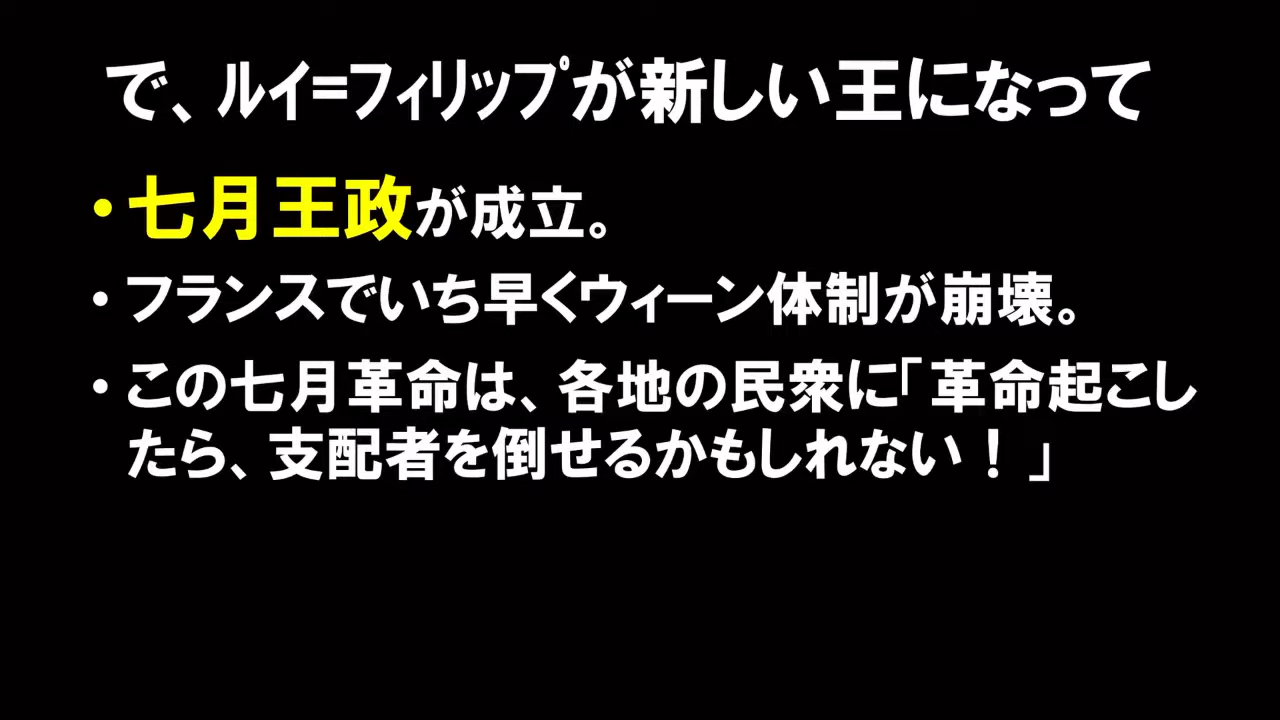 で、ﾙｲ=フィリップが新しい王になって
・七月王政が成立。
・フランスでいち早くウィーン体制が崩壊。
・この七月革命は、各地の民衆に「革命起こし
たら、支配者を倒せるかもしれない！」